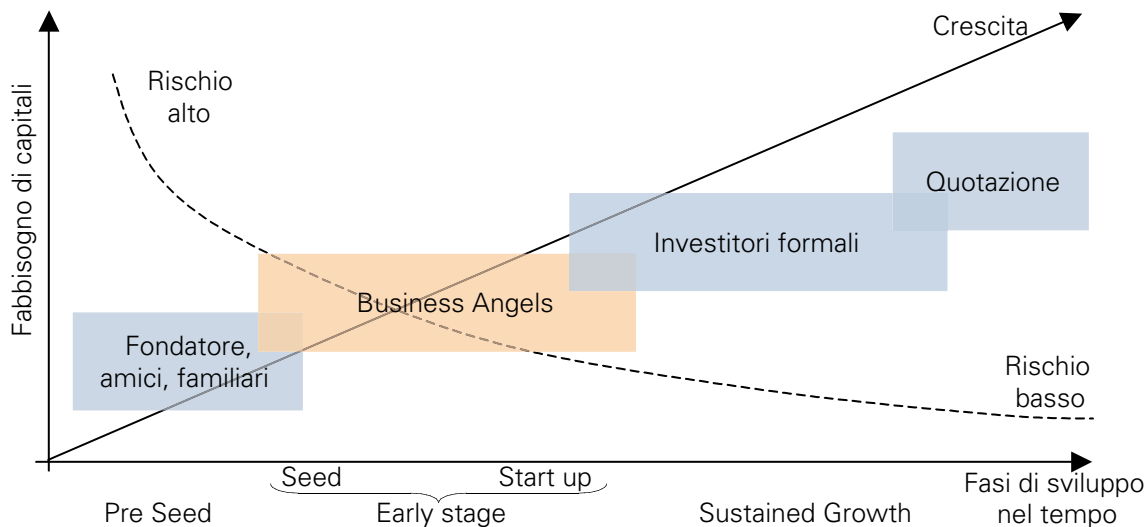 Crescita
Rischio
alto
Fabbisogno di capitali
Quotazione
Investitori formali
Business Angels
Fondatore,
amici, familiari
Rischio
basso
Seed
Start up
Fasi di sviluppo
nel tempo
Pre Seed
Early stage
Sustained Growth